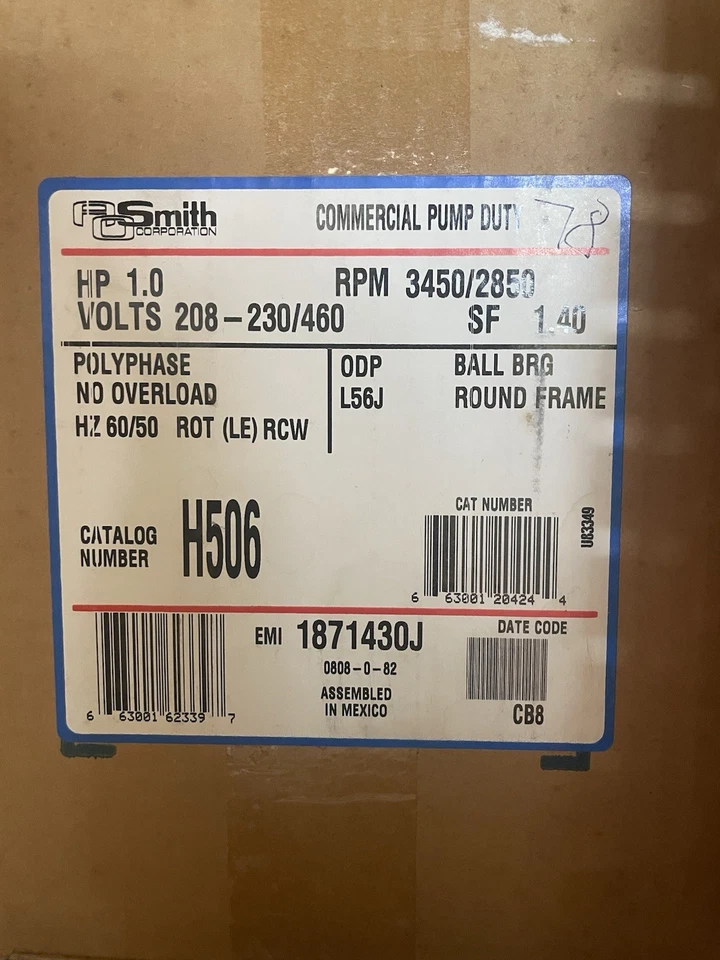 AOSmith
CORPORATION
COMMERCIAL PUMP DUTY
78
HP 1.0 RPM 3450/2850
VOLTS 208-230/460 SF 1.40
POLYPHASE
NO OVERLOAD
HZ 60/50 ROT (LE) RCW
ODP BALL BRG
L56J ROUND FRAME
CATALOG
NUMBER
H506
CAT NUMBER
6 63001 20424 4
U83349
EMI 1871430J
0808-0-82
ASSEMBLED
IN MEXICO
6 63001 62339 7
DATE CODE
CB8